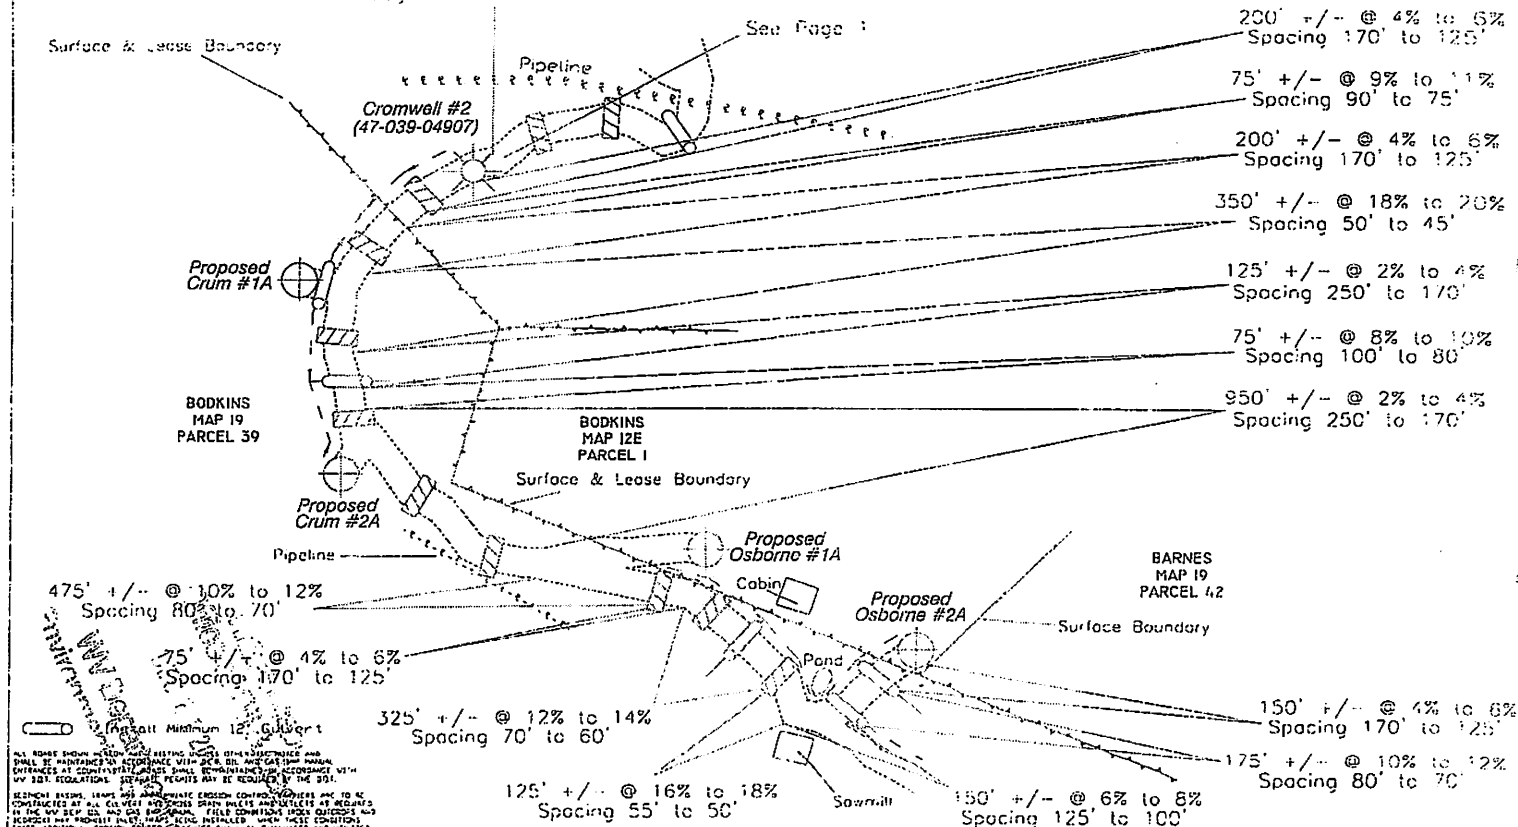 Surface & Lease Boundary
See Page 1
Pipeline
Cromwell #2
(47-039-04907)
200' +/- @ 4% to 6%
Spacing 170' to 125'
75' +/- @ 9% to 11%
Spacing 90' to 75'
200' +/- @ 4% to 6%
Spacing 170' to 125'
350' +/- @ 18% to 20%
Spacing 50' to 45'
125' +/- @ 2% to 4%
Spacing 250' to 170'
75' +/- @ 8% to 10%
Spacing 100' to 80'
950' +/- @ 2% to 4%
Spacing 250' to 170'
Proposed
Crum #1A
BODKINS
MAP 19
PARCEL 39
BODKINS
MAP 12E
PARCEL 1
Surface & Lease Boundary
Proposed
Crum #2A
Pipeline
Proposed
Osborne #1A
Cabin
Proposed
Osborne #2A
BARNES
MAP 19
PARCEL 42
Surface Boundary
Pond
475' +/- @ 10% to 12%
Spacing 80' to 70'
75' +/- @ 4% to 6%
Spacing 170' to 125'
325' +/- @ 12% to 14%
Spacing 70' to 60'
125' +/- @ 16% to 18%
Spacing 55' to 50'
Sawmill
150' +/- @ 6% to 8%
Spacing 125' to 100'
150' +/- @ 4% to 6%
Spacing 170' to 125'
175' +/- @ 10% to 12%
Spacing 80' to 70'
Install Minimum 12" Culvert